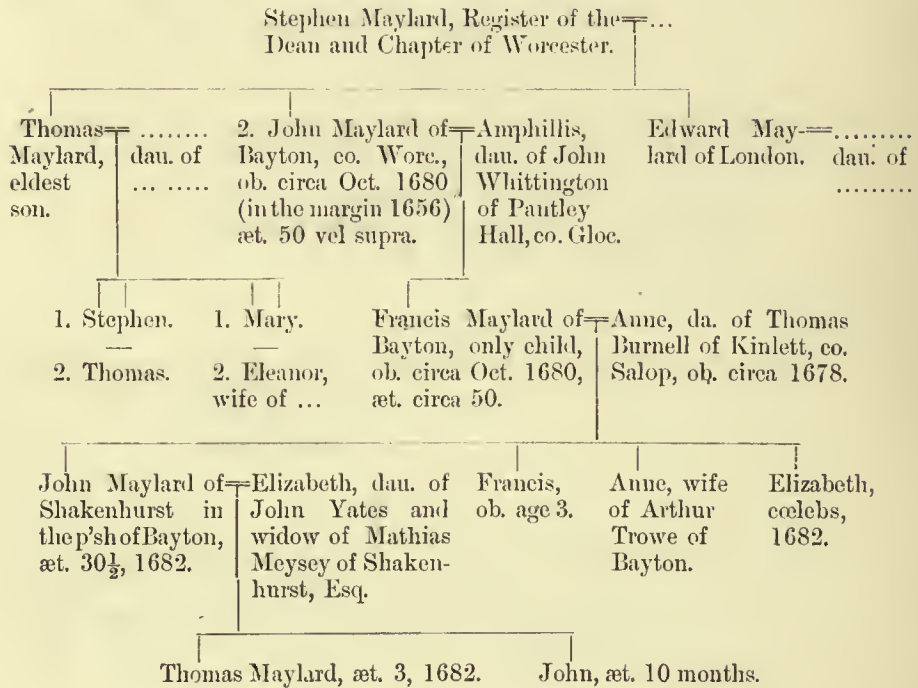 Stephen Maylard, Register of the ...
Dean and Chapter of Worcester.
Thomas ........
Maylard, dau. of
eldest ... .....
son.
2. John Maylard of
Bayton, co. Worc.,
ob. circa Oct. 1680
(in the margin 1656)
æt. 50 vel supra.
Amphillis,
dau. of John
Whittington
of Pantley
Hall, co. Gloc.
Edward May-
lard of London.
.........
dau. of
.........
1. Stephen.
—
2. Thomas.
1. Mary.
—
2. Eleanor,
wife of ...
Francis Maylard of
Bayton, only child,
ob. circa Oct. 1680,
æt. circa 50.
Anne, da. of Thomas
Burnell of Kinlett, co.
Salop, ob. circa 1678.
John Maylard of
Shakenhurst in
the p'sh of Bayton,
æt. 30½, 1682.
Elizabeth, dau. of
John Yates and
widow of Mathias
Meysey of Shaken-
hurst, Esq.
Francis,
ob. age 3.
Anne, wife
of Arthur
Trowe of
Bayton.
Elizabeth,
cœlebs,
1682.
Thomas Maylard, æt. 3, 1682.
John, æt. 10 months.